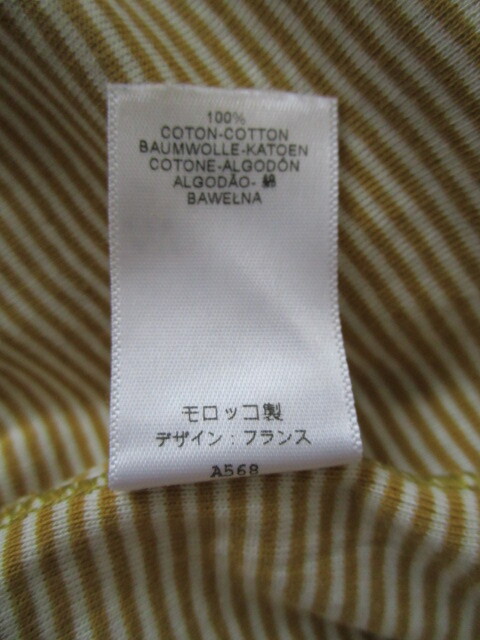 100%
COTON-COTTON
BAUMWOLLE-KATOEN
COTONE-ALGODÓN
ALGODÃO- 綿
BAWEŁNA
モロッコ製
デザイン：フランス
A568